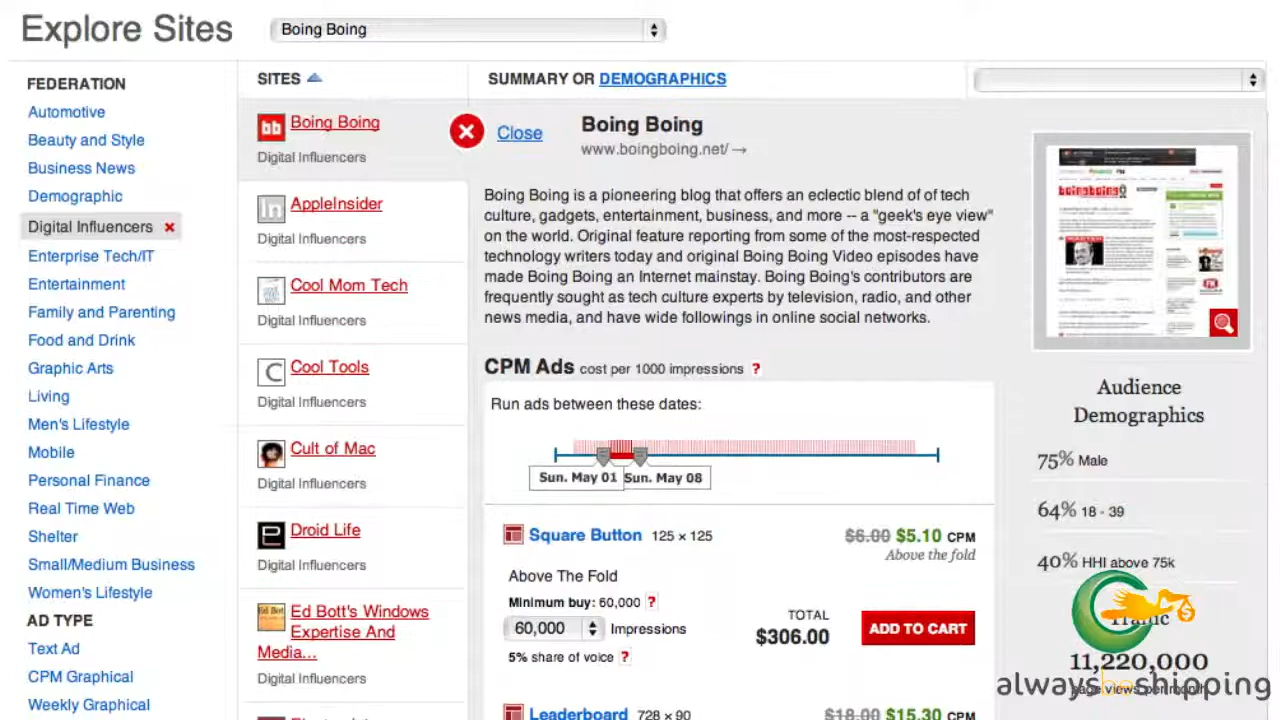 Explore Sites
Boing Boing
FEDERATION
Automotive
Beauty and Style
Business News
Demographic
Digital Influencers
Enterprise Tech/IT
Entertainment
Family and Parenting
Food and Drink
Graphic Arts
Living
Men's Lifestyle
Mobile
Personal Finance
Real Time Web
Shelter
Small/Medium Business
Women's Lifestyle
AD TYPE
Text Ad
CPM Graphical
Weekly Graphical
SITES
Boing Boing
Digital Influencers
AppleInsider
Digital Influencers
Cool Mom Tech
Digital Influencers
Cool Tools
Digital Influencers
Cult of Mac
Digital Influencers
Droid Life
Digital Influencers
Ed Bott's Windows
Expertise And
Media...
Digital Influencers
SUMMARY OR DEMOGRAPHICS
Close
Boing Boing
www.boingboing.net/ →
Boing Boing is a pioneering blog that offers an eclectic blend of of tech
culture, gadgets, entertainment, business, and more -- a "geek's eye view"
on the world. Original feature reporting from some of the most-respected
technology writers today and original Boing Boing Video episodes have
made Boing Boing an Internet mainstay. Boing Boing's contributors are
frequently sought as tech culture experts by television, radio, and other
news media, and have wide followings in online social networks.
CPM Ads cost per 1000 impressions ?
Run ads between these dates:
Sun. May 01 Sun. May 08
Square Button 125 × 125
$6.00 $5.10 CPM
Above the fold
Above The Fold
Minimum buy: 60,000 ?
60,000 Impressions
5% share of voice ?
TOTAL
$306.00
ADD TO CART
Leaderboard 728 × 90
$18.00 $15.30 CPM
boingboing
Audience
Demographics
75% Male
64% 18 - 39
40% HHI above 75k
Traffic
11,220,000
page views per month
alwaysbeshipping